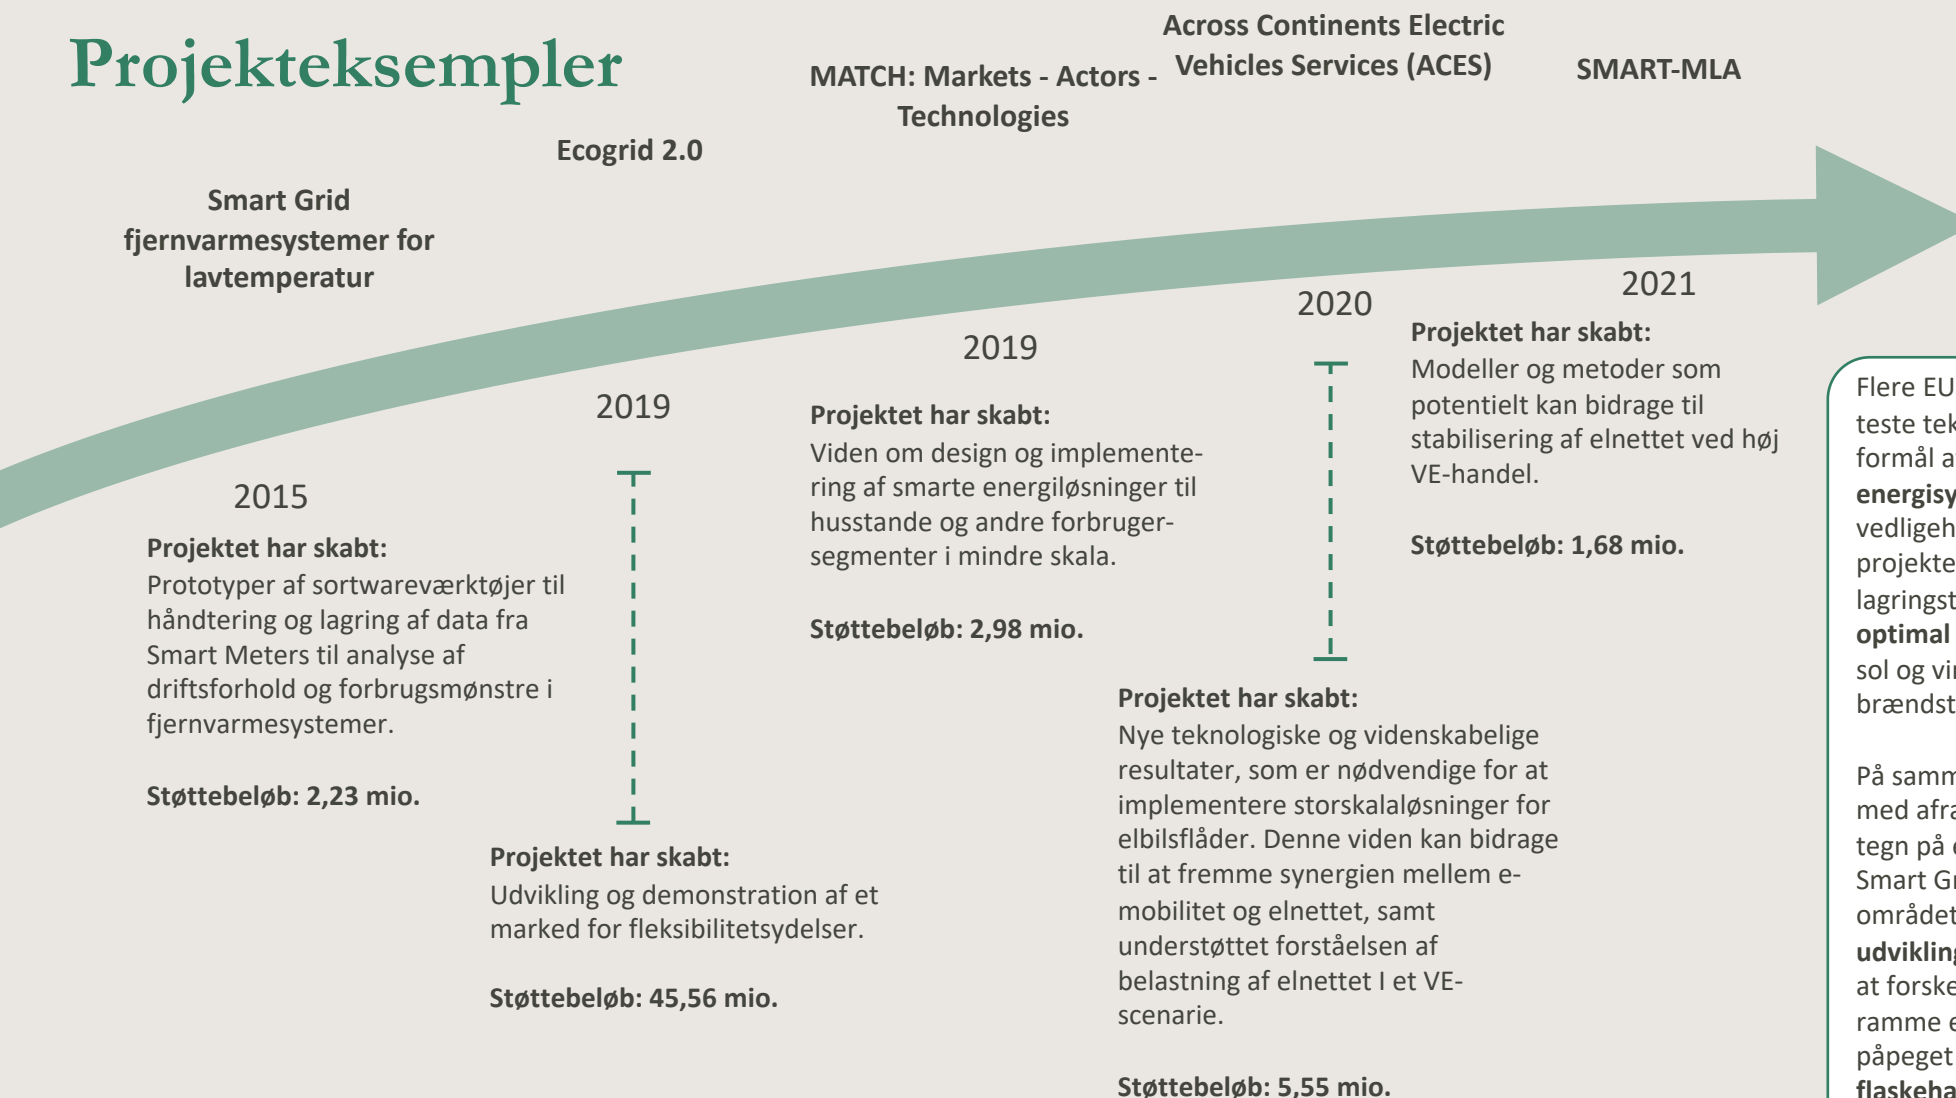 Projekteksempler
Smart Grid
fjernvarmesystemer for
lavtemperatur
2015
Projektet har skabt:
Prototyper af sortwareværktøjer til
håndtering og lagring af data fra
Smart Meters til analyse af
driftsforhold og forbrugsmønstre i
fjernvarmesystemer.
Støttebeløb: 2,23 mio.
Ecogrid 2.0
2019
Projektet har skabt:
Udvikling og demonstration af et
marked for fleksibilitetsydelser.
Støttebeløb: 45,56 mio.
MATCH: Markets - Actors -
Technologies
2019
Projektet har skabt:
Viden om design og implemente-
ring af smarte energiløsninger til
husstande og andre forbruger-
segmenter i mindre skala.
Støttebeløb: 2,98 mio.
Across Continents Electric
Vehicles Services (ACES)
2020
Projektet har skabt:
Nye teknologiske og videnskabelige
resultater, som er nødvendige for at
implementere storskalaløsninger for
elbilsflåder. Denne viden kan bidrage
til at fremme synergien mellem e-
mobilitet og elnettet, samt
understøttet forståelsen af
belastning af elnettet I et VE-
scenarie.
Støttebeløb: 5,55 mio.
SMART-MLA
2021
Projektet har skabt:
Modeller og metoder som
potentielt kan bidrage til
stabilisering af elnettet ved høj
VE-handel.
Støttebeløb: 1,68 mio.
Flere EU
teste
formål
vedligeh
projekte
lagringst
optimal
sol og
brændst
På
med
tegn på
Smart
området
udvikling
at forske
ramme
påpeget